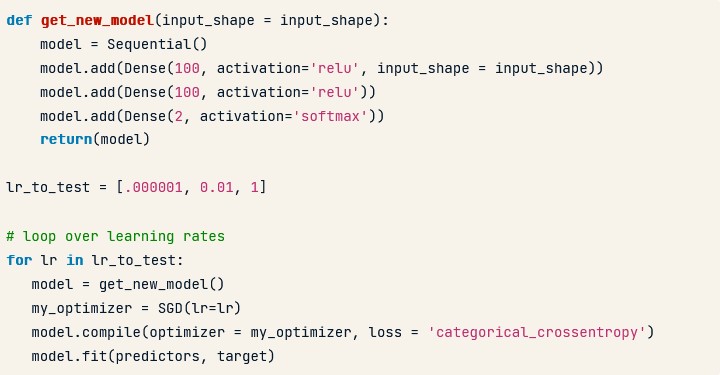 def get_new_model(input_shape = input_shape):
    model = Sequential()
    model.add(Dense(100, activation='relu', input_shape = input_shape))
    model.add(Dense(100, activation='relu'))
    model.add(Dense(2, activation='softmax'))
    return(model)

lr_to_test = [.000001, 0.01, 1]

# loop over learning rates
for lr in lr_to_test:
   model = get_new_model()
   my_optimizer = SGD(lr=lr)
   model.compile(optimizer = my_optimizer, loss = 'categorical_crossentropy')
   model.fit(predictors, target)